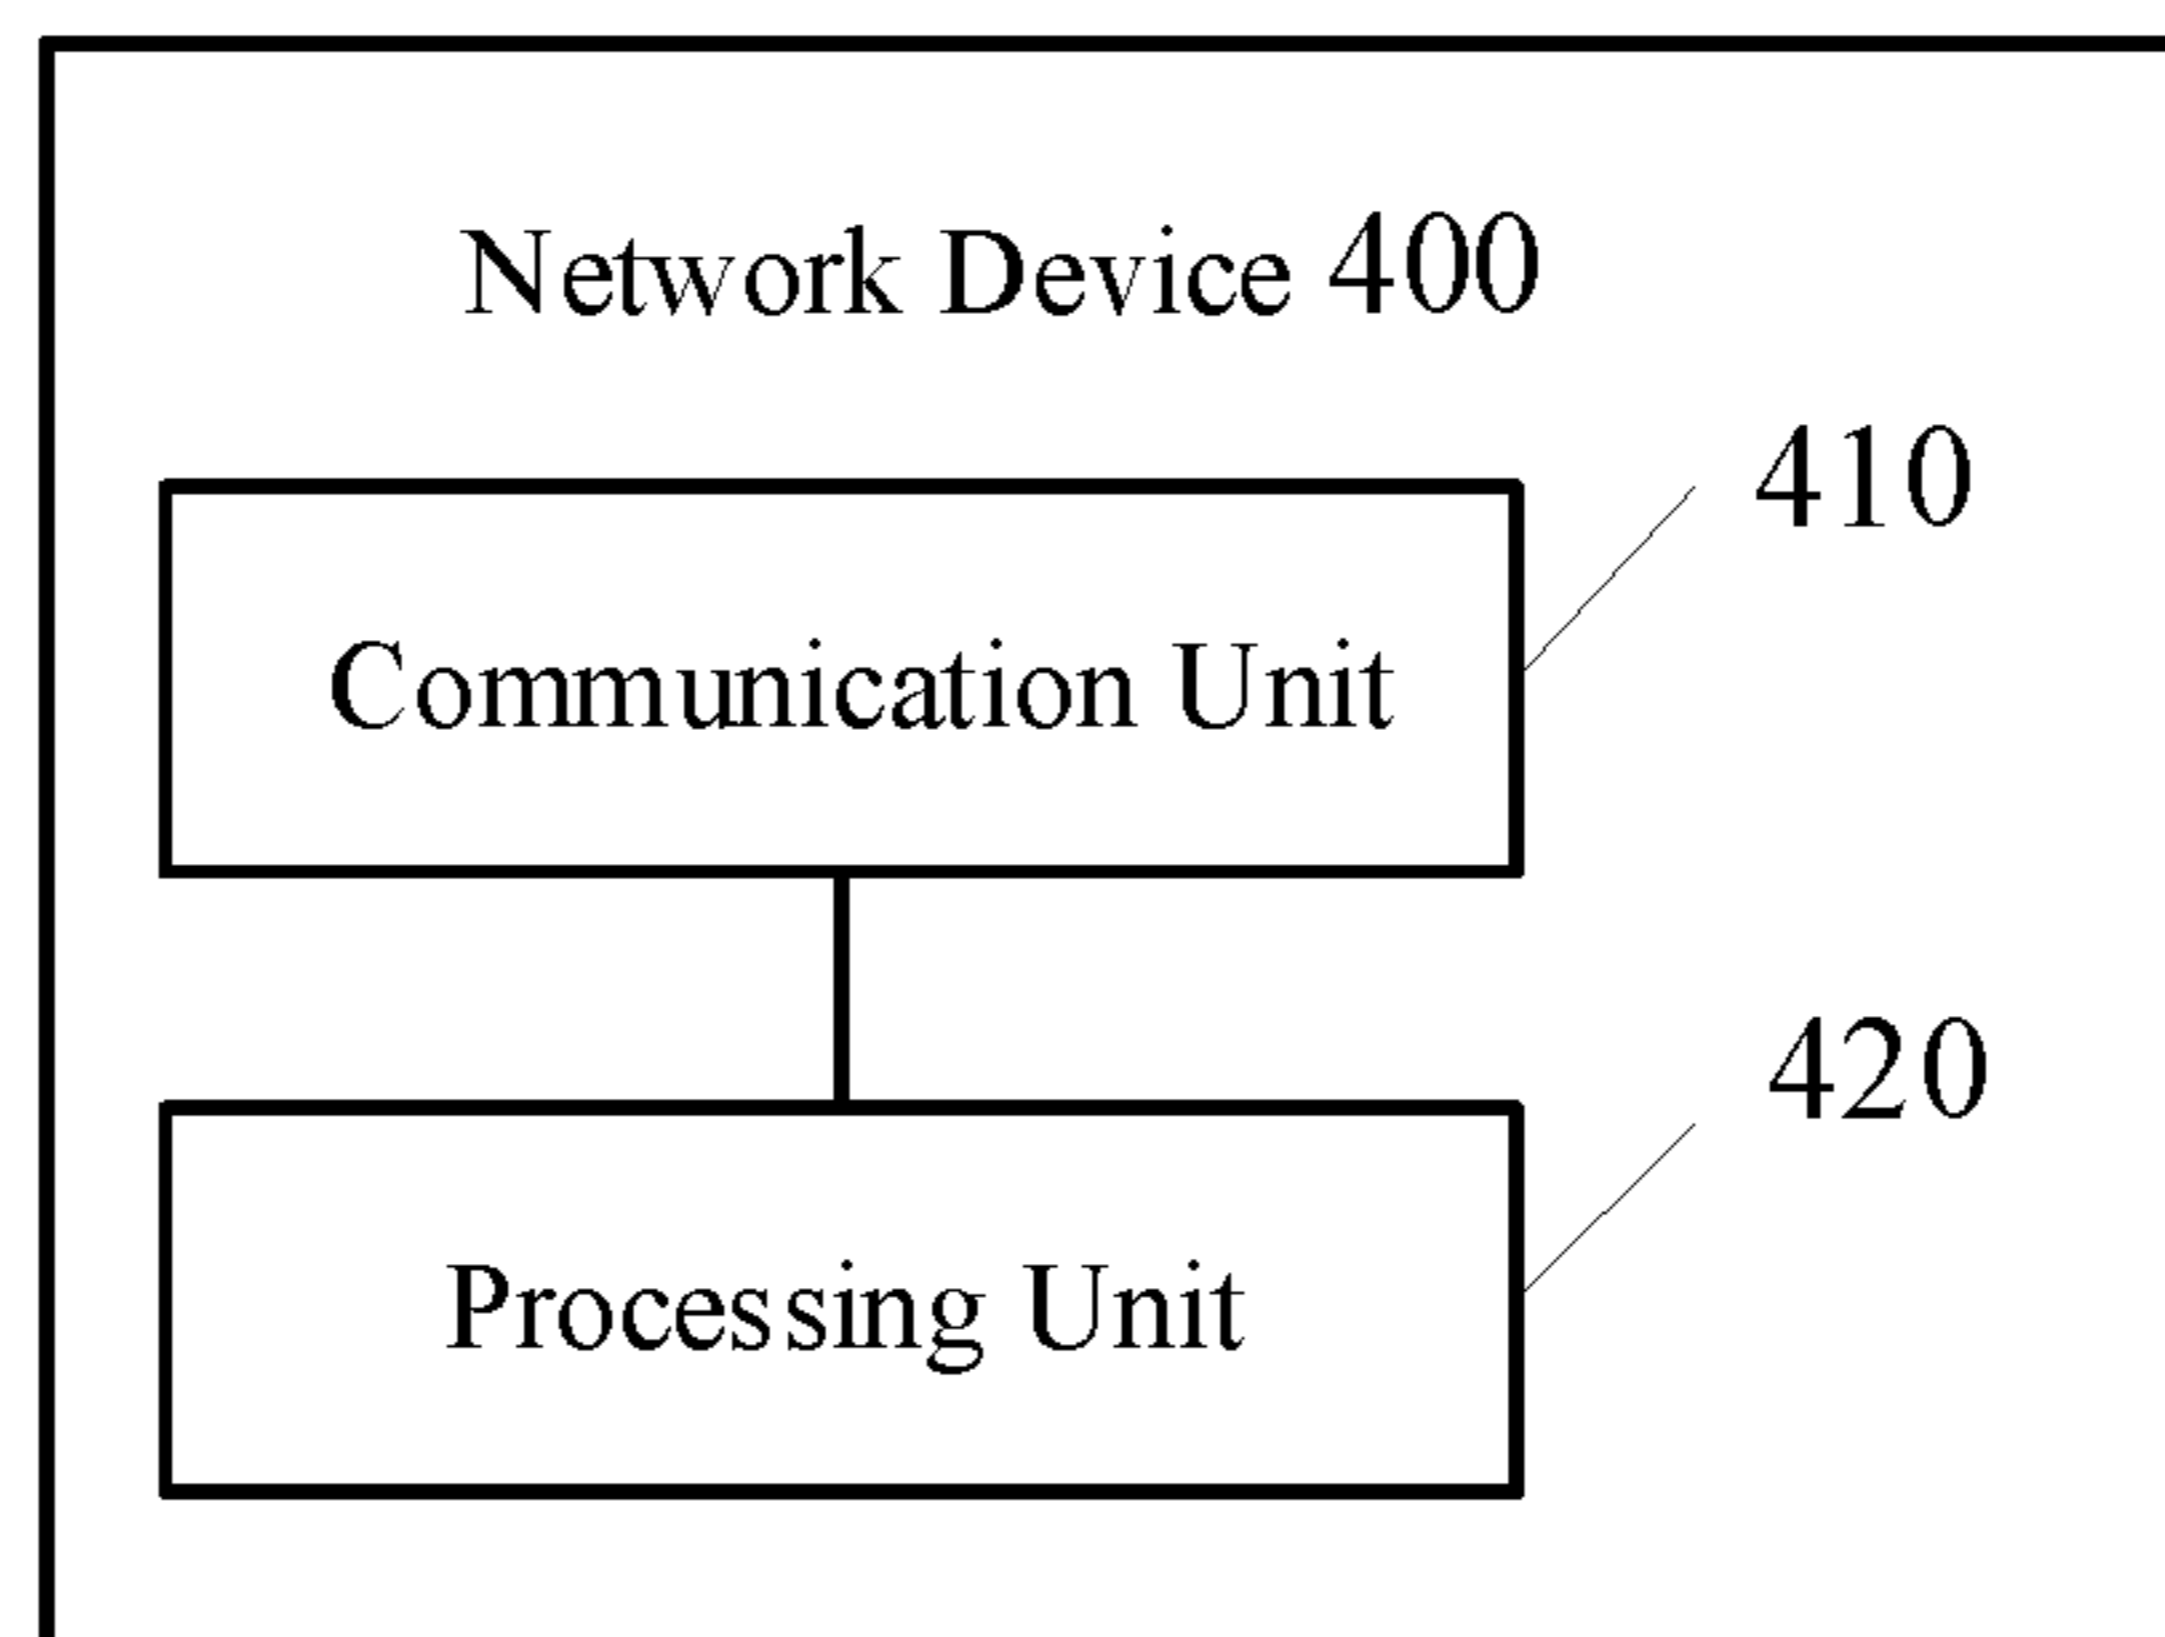 Network Device 400
410
Communication Unit
420
Processing Unit